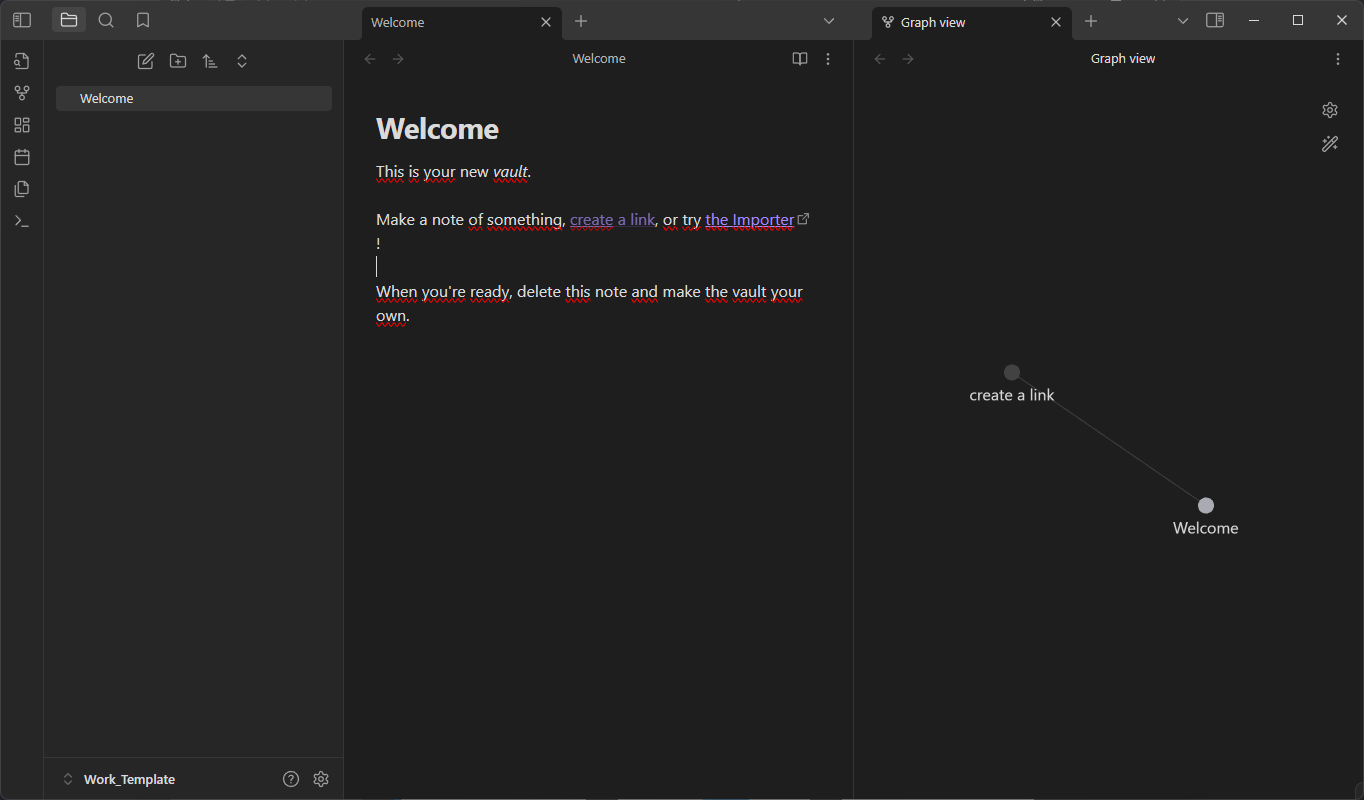 Welcome
Graph view
Welcome
Graph view
Welcome
Welcome
This is your new vault.
Make a note of something, create a link, or try the Importer
!
When you're ready, delete this note and make the vault your
own.
create a link
Welcome
Work_Template